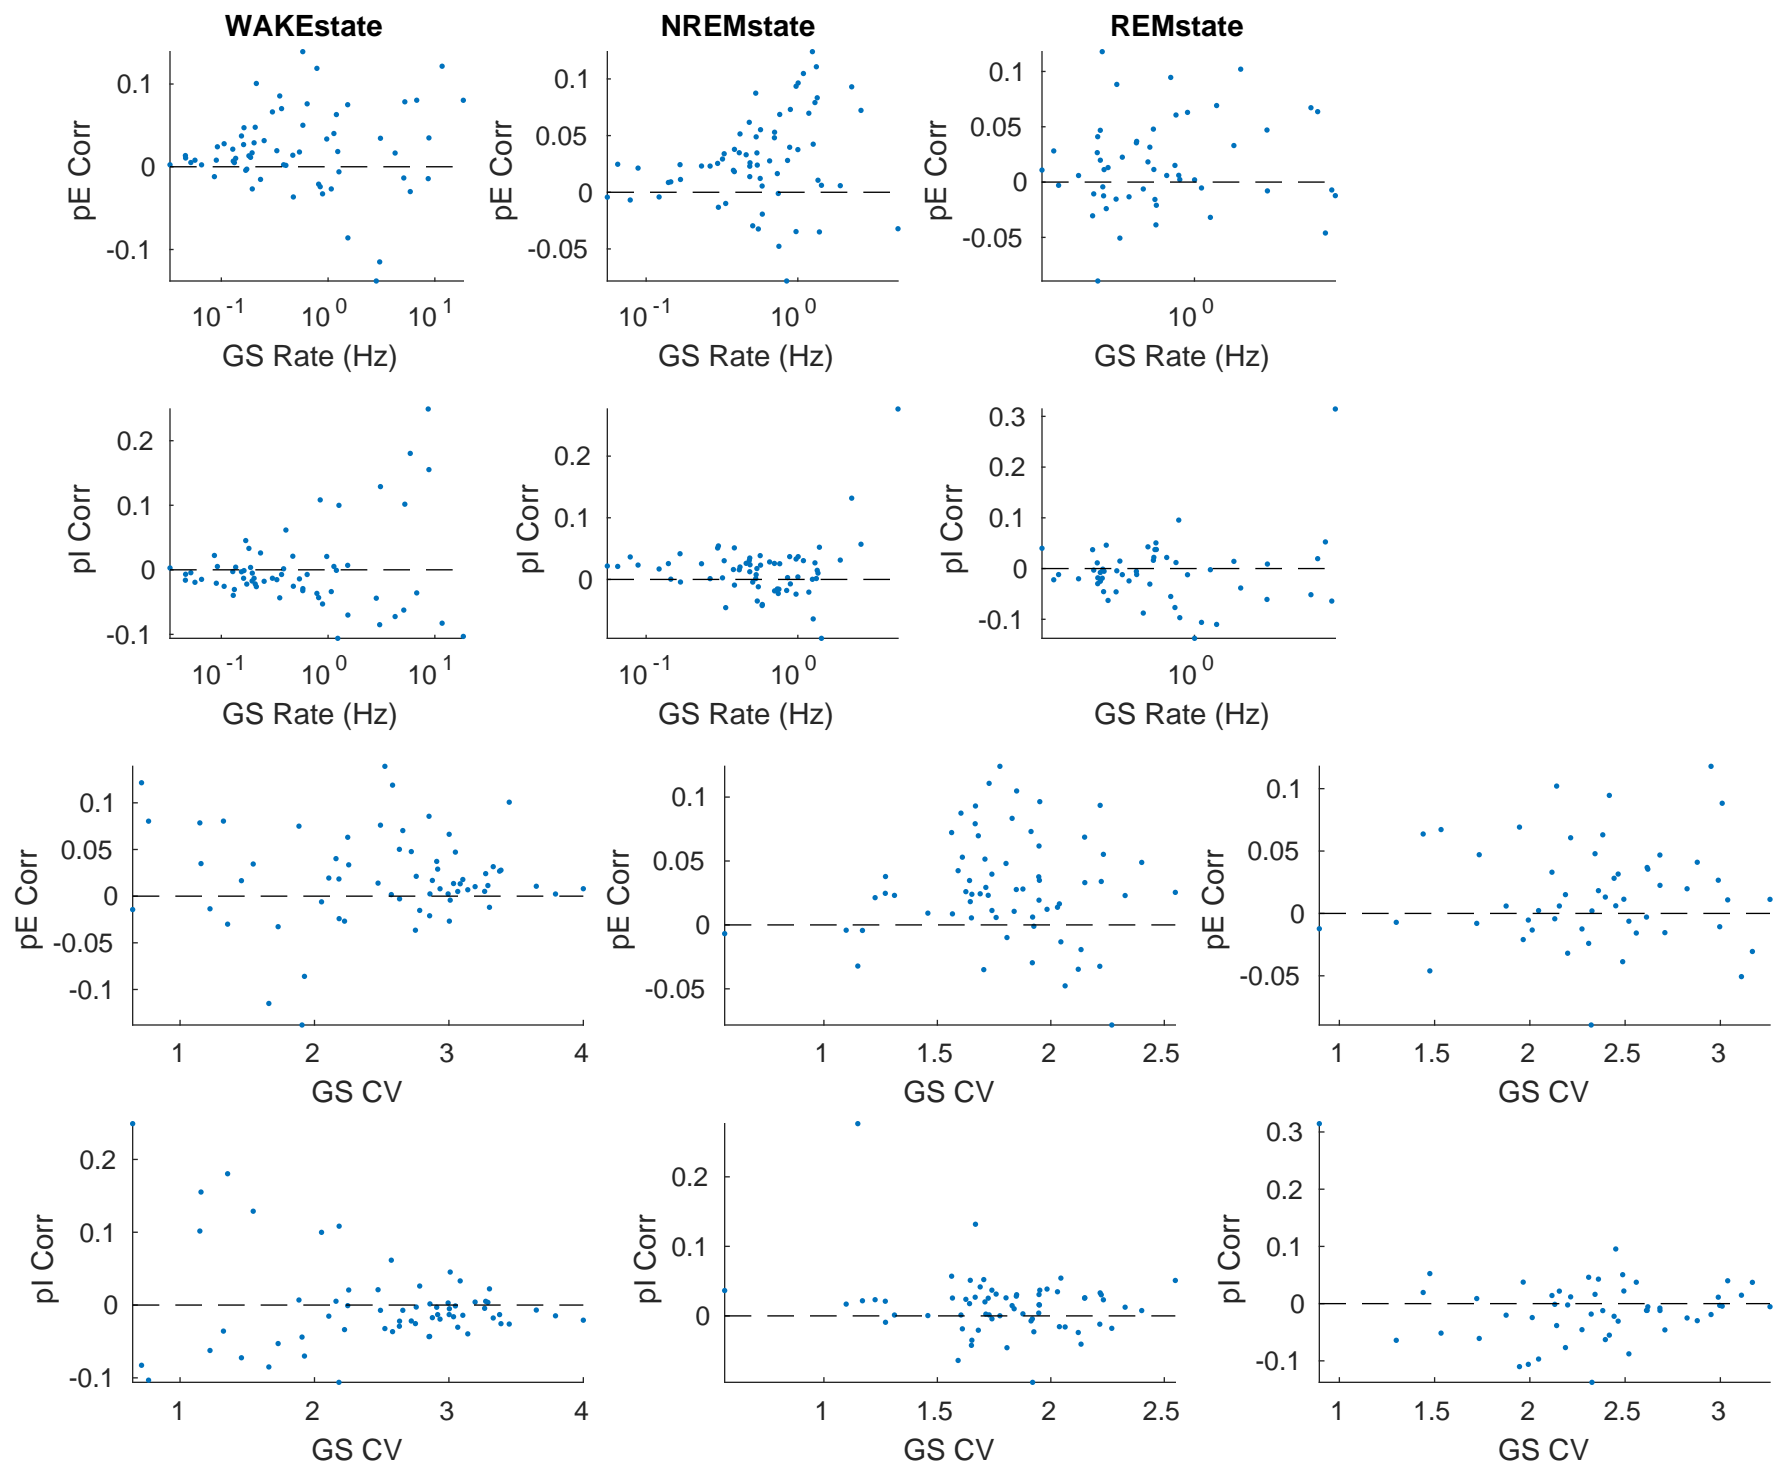 WAKEstate NREMstate REMstate
0.1 0 -0.1 pE Corr 10^-1 10^0 10^1 GS Rate (Hz)
0.1 0.05 0 -0.05 pE Corr 10^-1 10^0 GS Rate (Hz)
0.1 0.05 0 -0.05 pE Corr 10^0 GS Rate (Hz)
0.2 0.1 0 -0.1 pI Corr 10^-1 10^0 10^1 GS Rate (Hz)
0.2 0.1 0 pI Corr 10^-1 10^0 GS Rate (Hz)
0.3 0.2 0.1 0 -0.1 pI Corr 10^0 GS Rate (Hz)
0.1 0.05 0 -0.05 -0.1 pE Corr 1 2 3 4 GS CV
0.1 0.05 0 -0.05 pE Corr 1 1.5 2 2.5 GS CV
0.1 0.05 0 -0.05 pE Corr 1 1.5 2 2.5 3 GS CV
0.2 0.1 0 -0.1 pI Corr 1 2 3 4 GS CV
0.2 0.1 0 pI Corr 1 1.5 2 2.5 GS CV
0.3 0.2 0.1 0 -0.1 pI Corr 1 1.5 2 2.5 3 GS CV